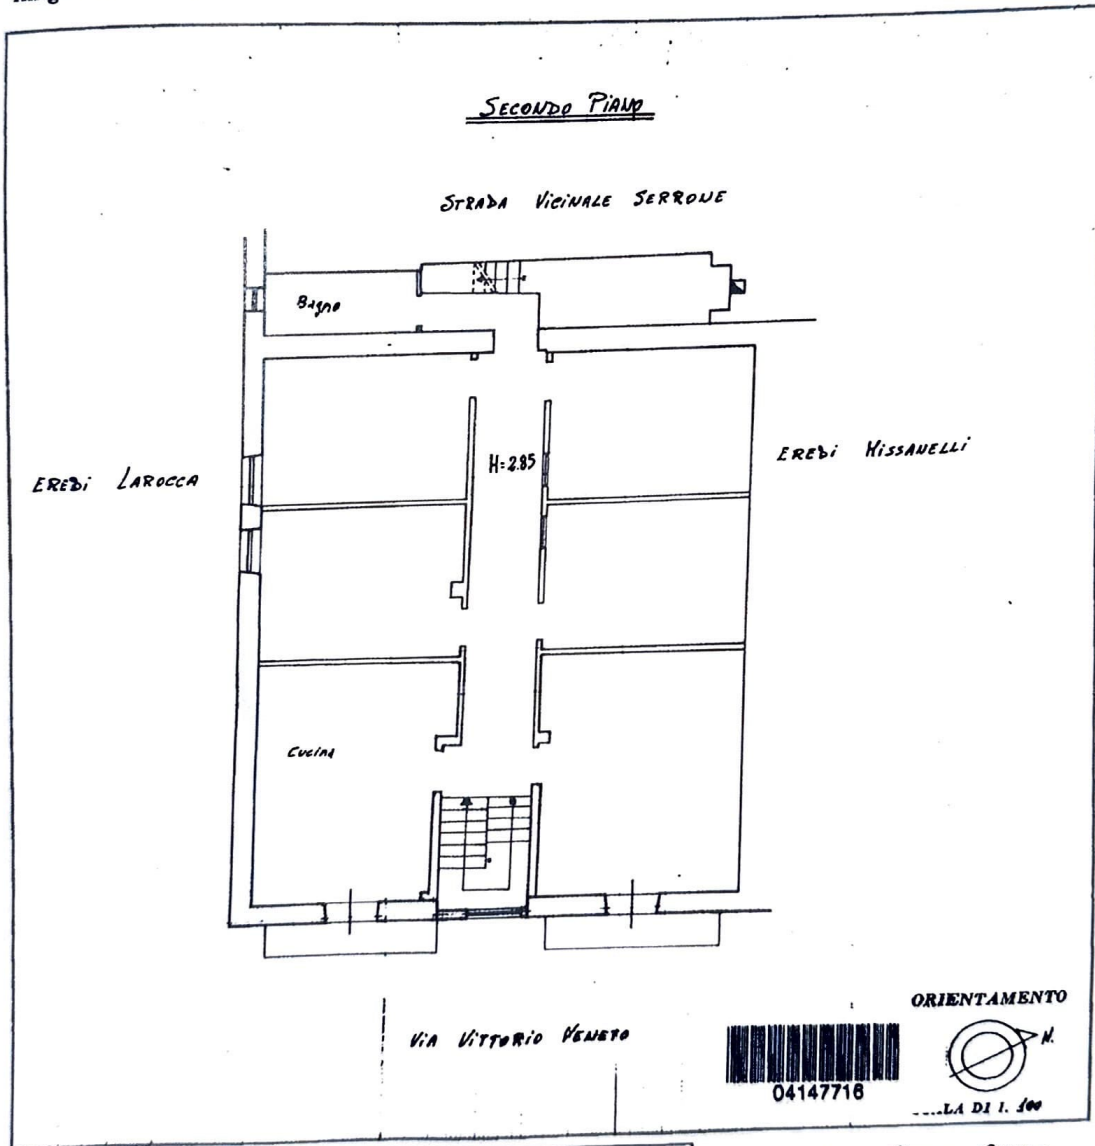 SECONDO PIANO
STRADA VICINALE SERRONE
Bagno
H=2.85
EREDI LAROCCA
EREDI MISSANELLI
Cucina
VIA VITTORIO VENETO
ORIENTAMENTO
N.
04147716
LA DI 1. 100